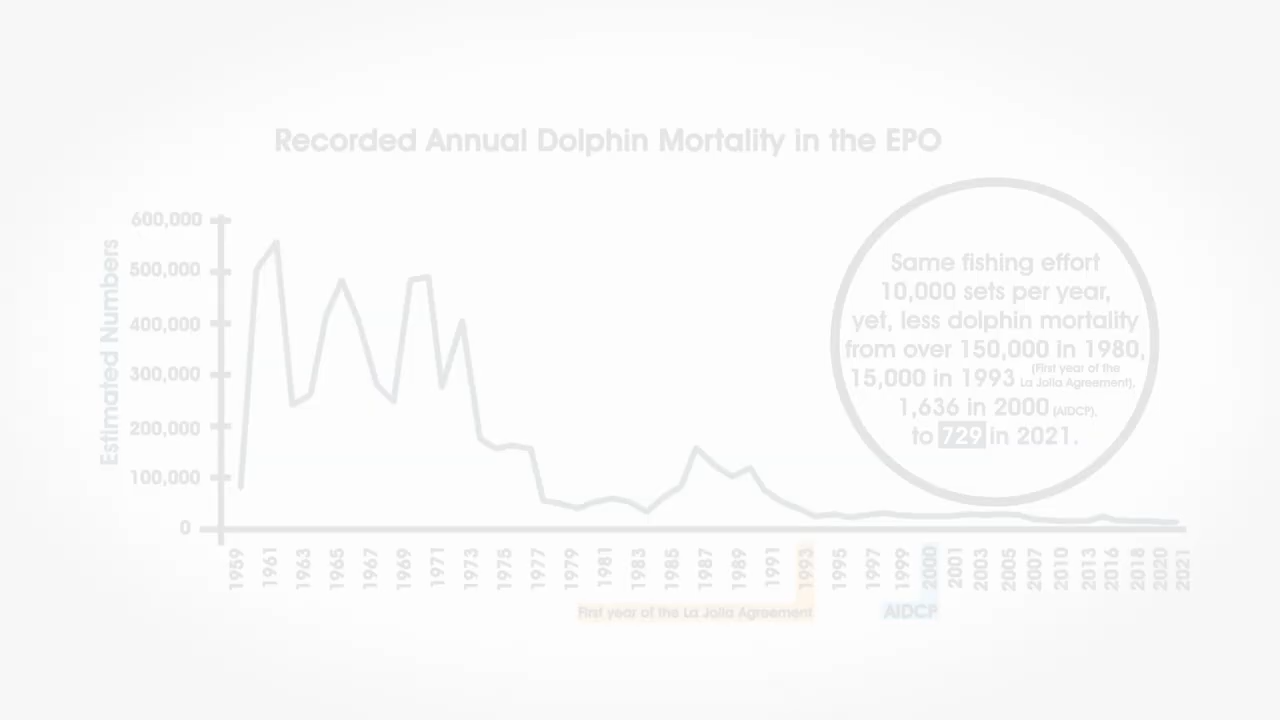 Recorded Annual Dolphin Mortality in the EPO
Estimated Numbers
600,000
500,000
400,000
300,000
200,000
100,000
0
Same fishing effort
10,000 sets per year,
yet, less dolphin mortality
from over 150,000 in 1980,
15,000 in 1993 (First year of the La Jolla Agreement),
1,636 in 2000 (AIDCP).
to 729 in 2021.
1959 1961 1963 1965 1967 1969 1971 1973 1975 1977 1979 1981 1983 1985 1987 1989 1991 1993 1995 1997 1999 2000 2001 2003 2005 2007 2010 2013 2016 2018 2020 2021
First year of the La Jolla Agreement
AIDCP